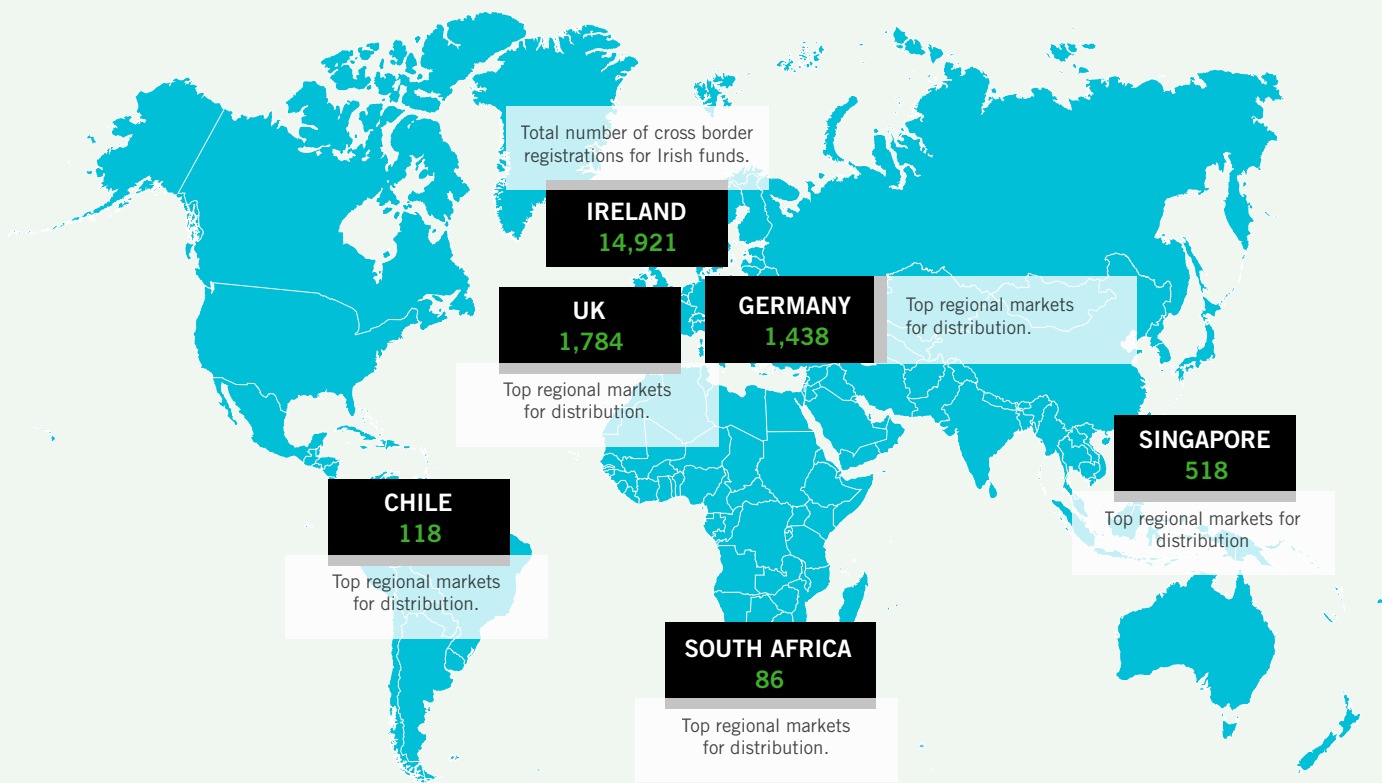 Total number of cross border
registrations for Irish funds.
IRELAND
14,921
UK
1,784
Top regional markets
for distribution.
GERMANY
1,438
Top regional markets
for distribution.
SINGAPORE
518
Top regional markets for
distribution
CHILE
118
Top regional markets
for distribution.
SOUTH AFRICA
86
Top regional markets
for distribution.